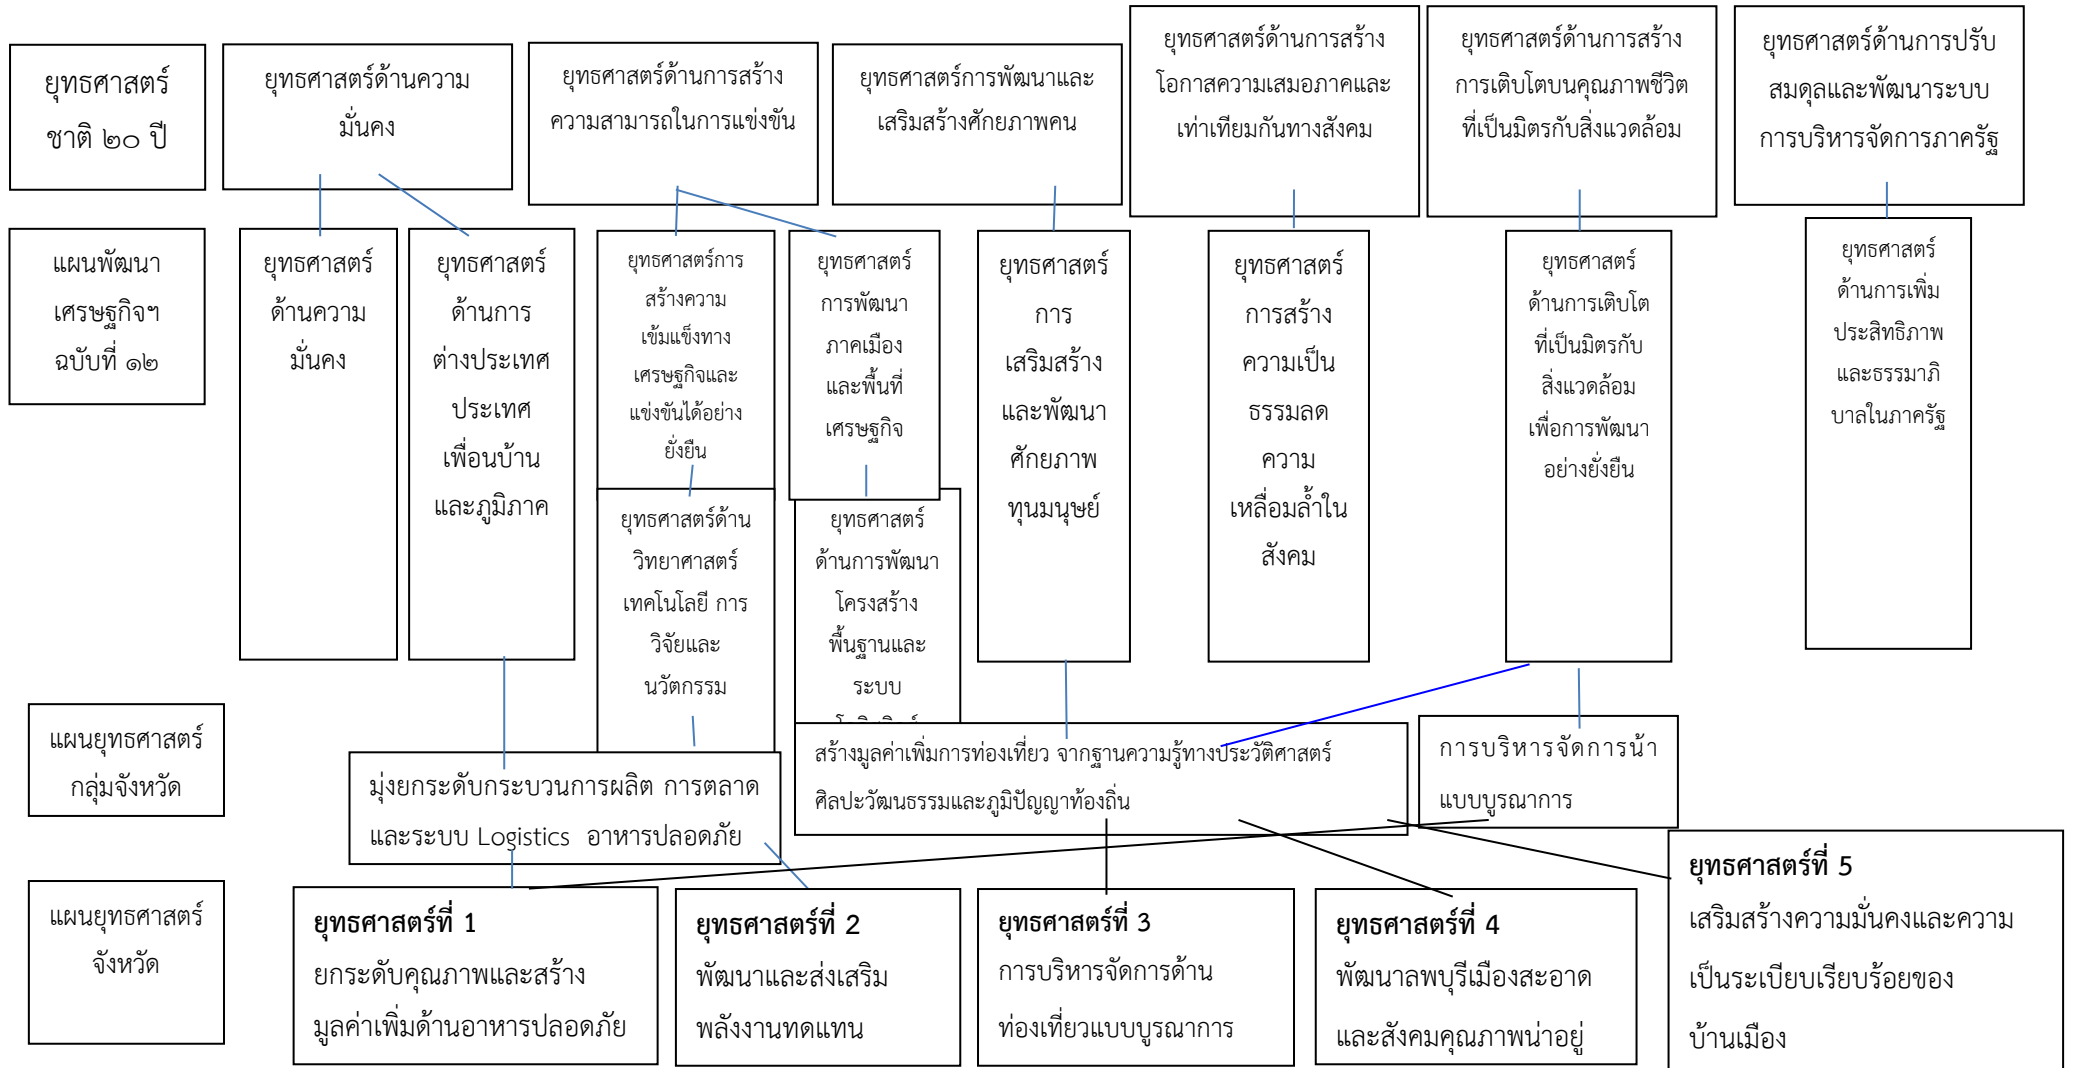 ยุทธศาสตร์
ชาติ ๒๐ ปี
ยุทธศาสตร์ด้านความ
มั่นคง
ยุทธศาสตร์ด้านการสร้าง
ความสามารถในการแข่งขัน
ยุทธศาสตร์การพัฒนาและ
เสริมสร้างศักยภาพคน
ยุทธศาสตร์ด้านการสร้าง
โอกาสความเสมอภาคและ
เท่าเทียมกันทางสังคม
ยุทธศาสตร์ด้านการสร้าง
การเติบโตบนคุณภาพชีวิต
ที่เป็นมิตรกับสิ่งแวดล้อม
ยุทธศาสตร์ด้านการปรับ
สมดุลและพัฒนาระบบ
การบริหารจัดการภาครัฐ
แผนพัฒนา
เศรษฐกิจฯ
ฉบับที่ ๑๒
ยุทธศาสตร์
ด้านความ
มั่นคง
ยุทธศาสตร์
ด้านการ
ต่างประเทศ
ประเทศ
เพื่อนบ้าน
และภูมิภาค
ยุทธศาสตร์การ
สร้างความ
เข้มแข็งทาง
เศรษฐกิจและ
แข่งขันได้อย่าง
ยั่งยืน
ยุทธศาสตร์
การพัฒนา
ภาคเมือง
และพื้นที่
เศรษฐกิจ
ยุทธศาสตร์
การ
เสริมสร้าง
และพัฒนา
ศักยภาพ
ทุนมนุษย์
ยุทธศาสตร์
การสร้าง
ความเป็น
ธรรมลด
ความ
เหลื่อมล้ำใน
สังคม
ยุทธศาสตร์
ด้านการเติบโต
ที่เป็นมิตรกับ
สิ่งแวดล้อม
เพื่อการพัฒนา
อย่างยั่งยืน
ยุทธศาสตร์
ด้านการเพิ่ม
ประสิทธิภาพ
และธรรมาภิ
บาลในภาครัฐ
ยุทธศาสตร์ด้าน
วิทยาศาสตร์
เทคโนโลยี การ
วิจัยและ
นวัตกรรม
ยุทธศาสตร์
ด้านการพัฒนา
โครงสร้าง
พื้นฐานและ
ระบบ
แผนยุทธศาสตร์
กลุ่มจังหวัด
มุ่งยกระดับกระบวนการผลิต การตลาด
และระบบ Logistics อาหารปลอดภัย
สร้างมูลค่าเพิ่มการท่องเที่ยว จากฐานความรู้ทางประวัติศาสตร์
ศิลปะวัฒนธรรมและภูมิปัญญาท้องถิ่น
การบริหารจัดการน้ำ
แบบบูรณาการ
แผนยุทธศาสตร์
จังหวัด
ยุทธศาสตร์ที่ 1
ยกระดับคุณภาพและสร้าง
มูลค่าเพิ่มด้านอาหารปลอดภัย
ยุทธศาสตร์ที่ 2
พัฒนาและส่งเสริม
พลังงานทดแทน
ยุทธศาสตร์ที่ 3
การบริหารจัดการด้าน
ท่องเที่ยวแบบบูรณาการ
ยุทธศาสตร์ที่ 4
พัฒนาลพบุรีเมืองสะอาด
และสังคมคุณภาพน่าอยู่
ยุทธศาสตร์ที่ 5
เสริมสร้างความมั่นคงและความ
เป็นระเบียบเรียบร้อยของ
บ้านเมือง